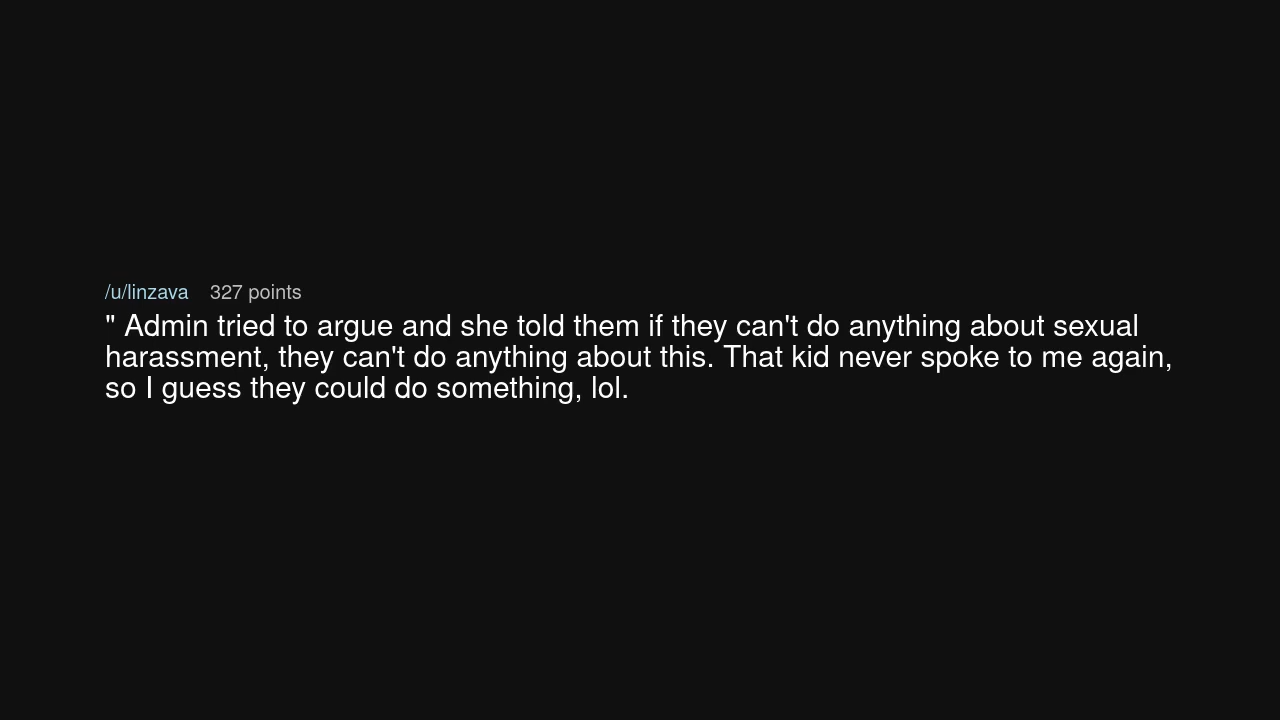 /u/linzava 327 points
" Admin tried to argue and she told them if they can't do anything about sexual
harassment, they can't do anything about this. That kid never spoke to me again,
so I guess they could do something, lol.